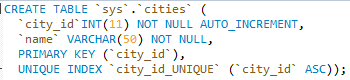 CREATE TABLE `sys`.`cities` (
`city_id`INT(11) NOT NULL AUTO_INCREMENT,
`name` VARCHAR(50) NOT NULL,
PRIMARY KEY (`city_id`),
UNIQUE INDEX `city_id_UNIQUE` (`city_id` ASC));